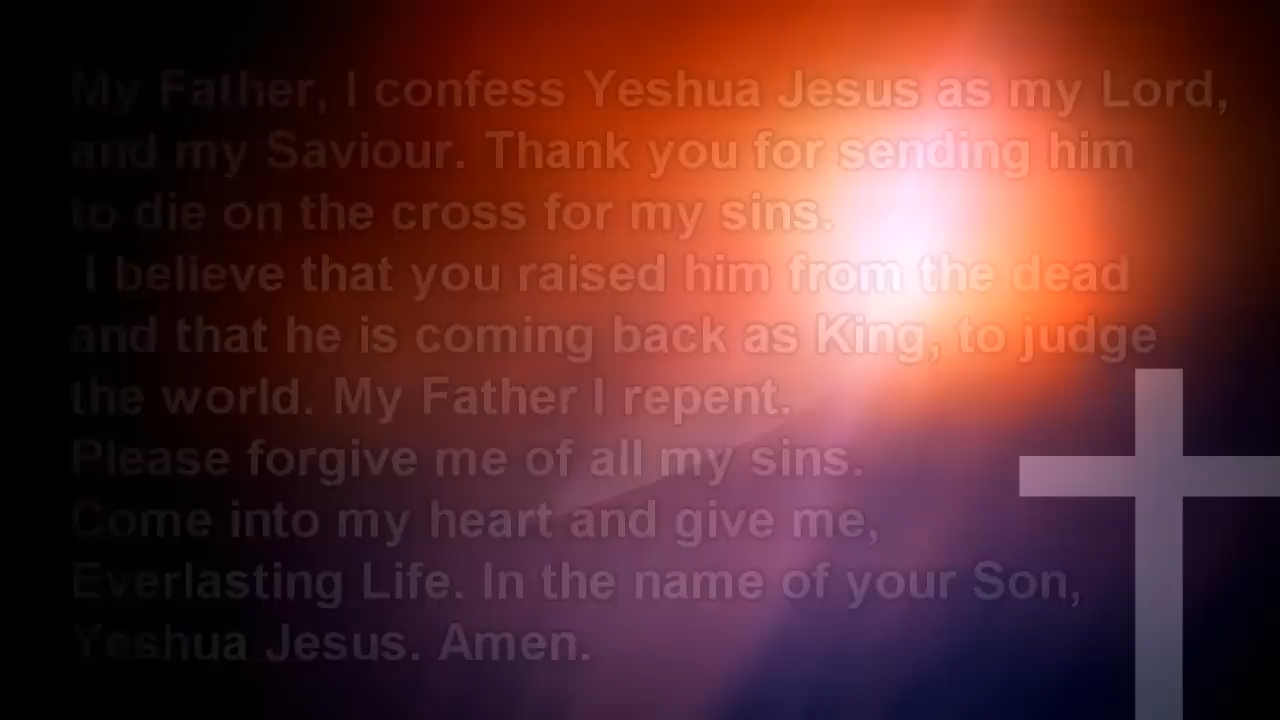 My Father, I confess Yeshua Jesus as my Lord,
and my Saviour. Thank you for sending him
to die on the cross for my sins.
I believe that you raised him from the dead
and that he is coming back as King, to judge
the world. My Father I repent.
Please forgive me of all my sins.
Come into my heart and give me,
Everlasting Life. In the name of your Son,
Yeshua Jesus. Amen.